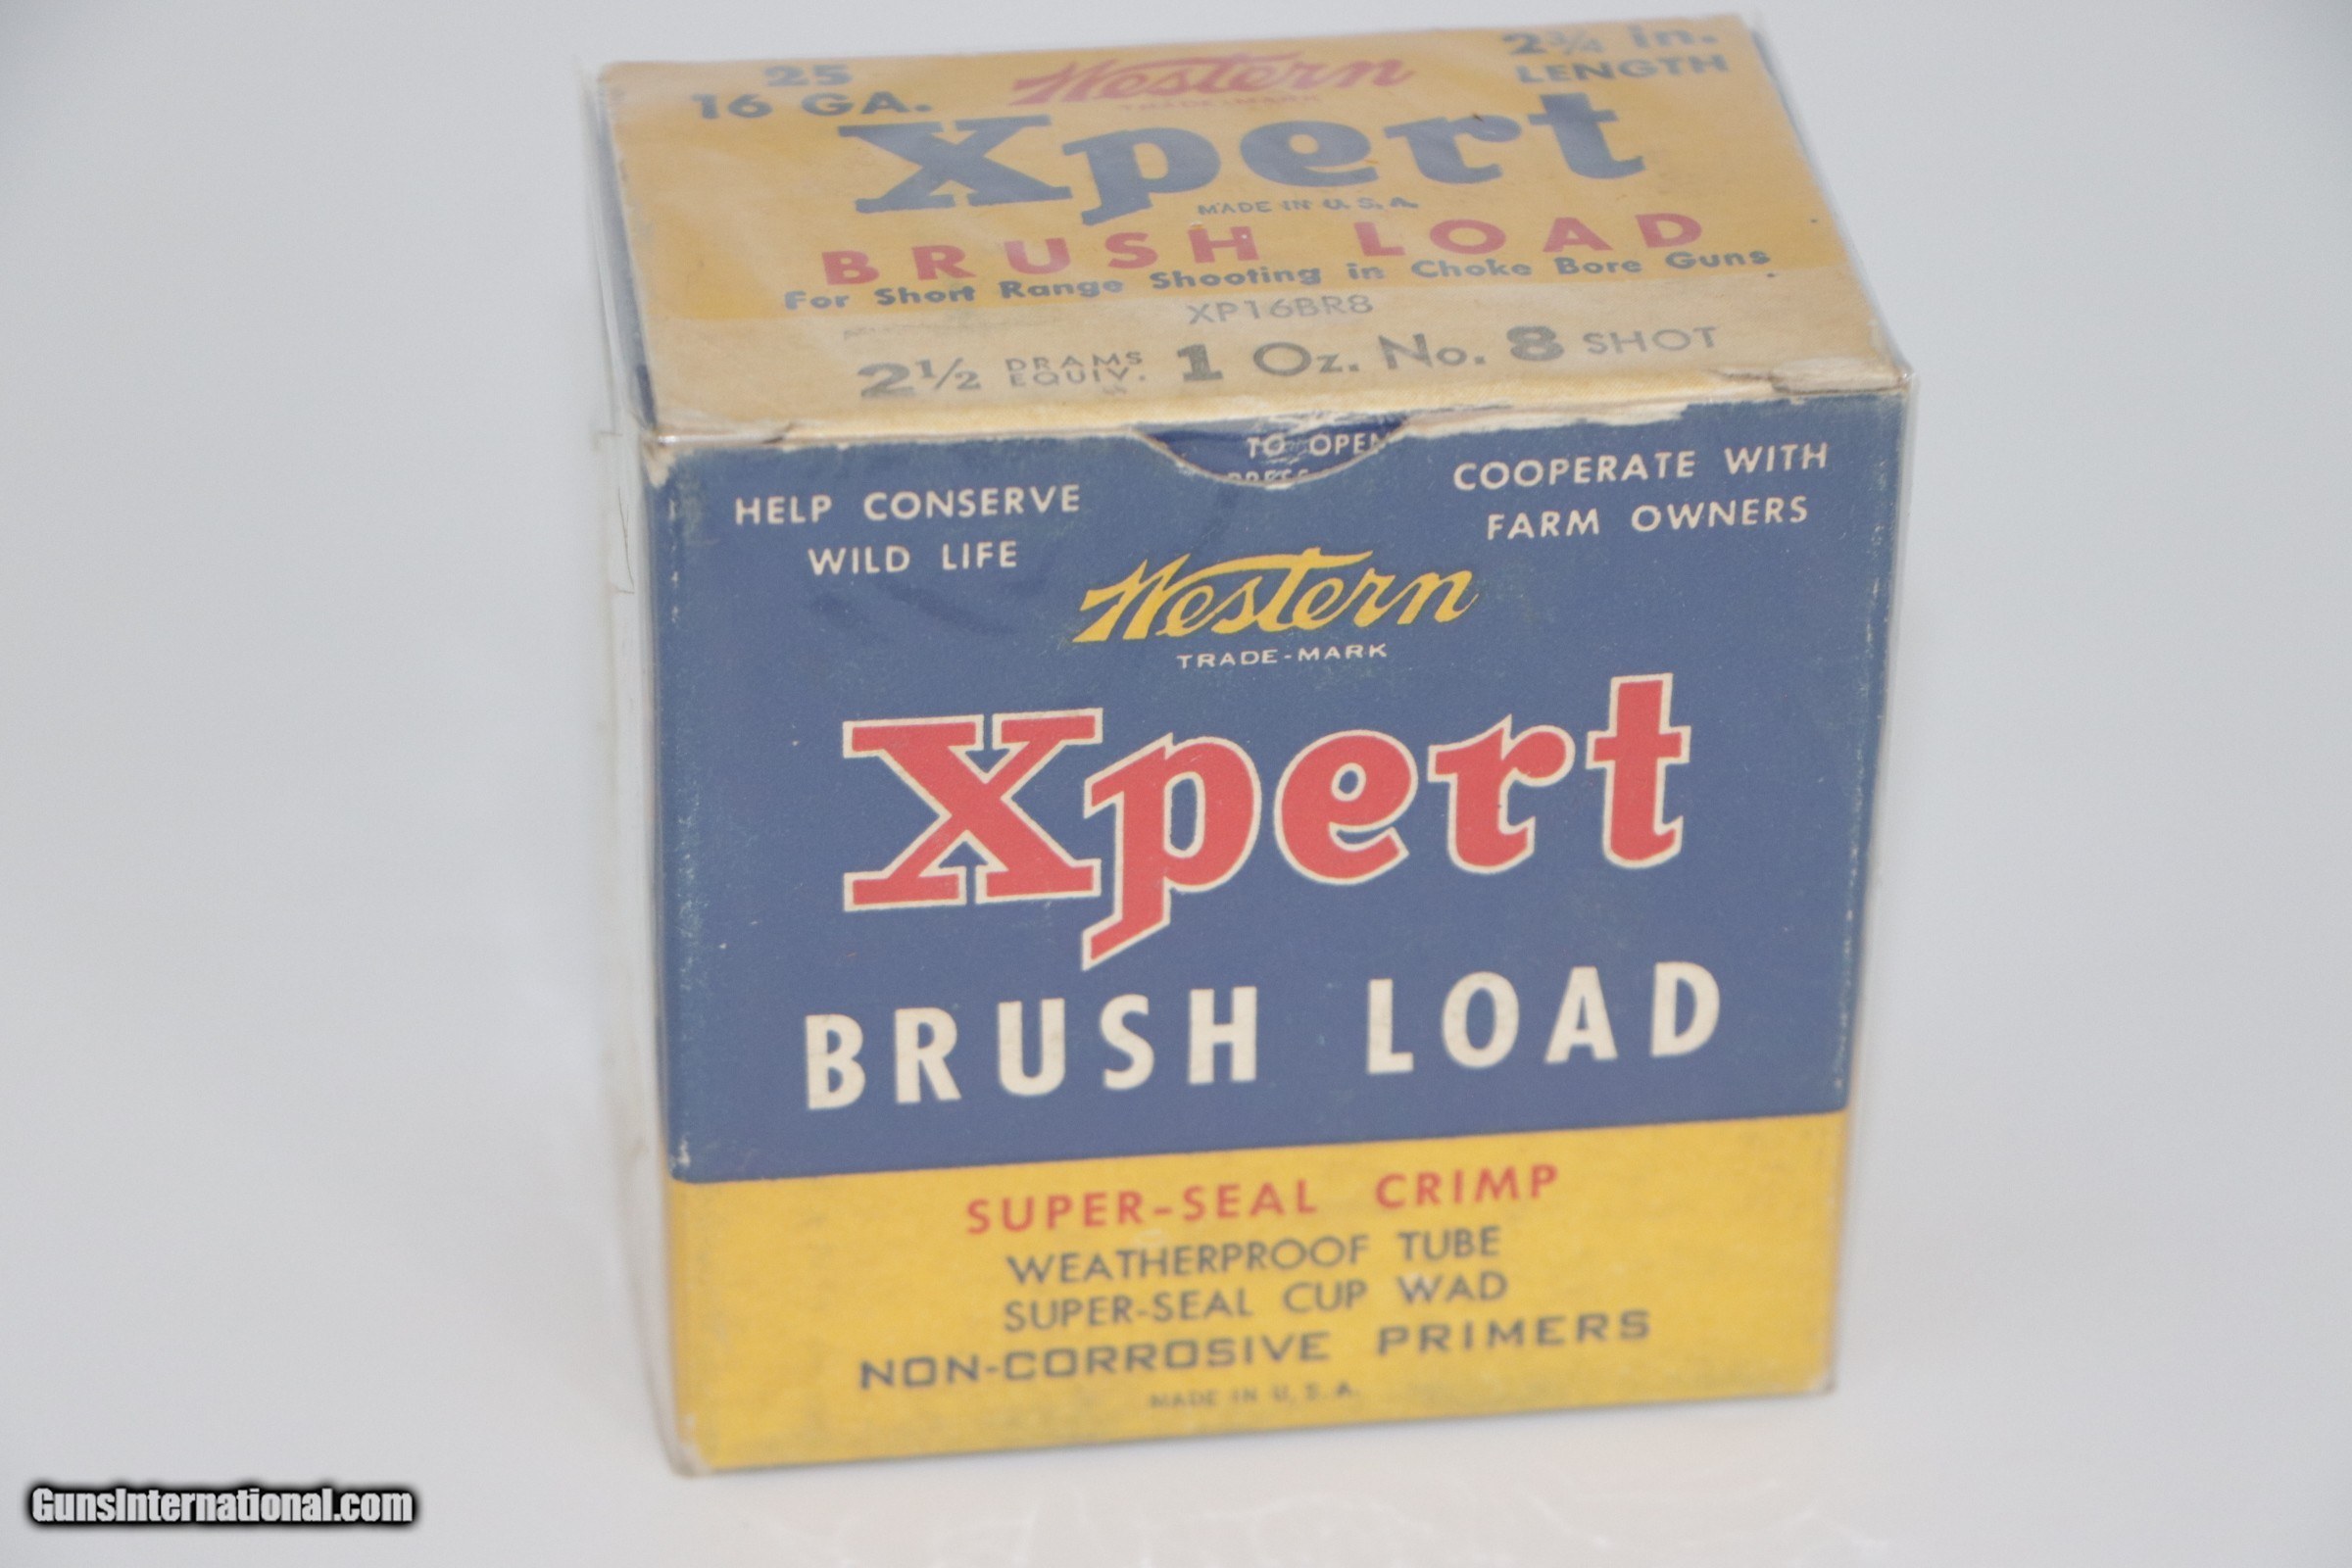 25
16 GA.
Western
TRADE-MARK
2¾ in.
LENGTH
Xpert
MADE IN U.S.A.
BRUSH LOAD
For Short Range Shooting in Choke Bore Guns
XP16BR8
2½ DRAMS EQUIV. 1 Oz. No. 8 SHOT
TO OPEN
PRESS
HELP CONSERVE
WILD LIFE
COOPERATE WITH
FARM OWNERS
Western
TRADE-MARK
Xpert
BRUSH LOAD
SUPER-SEAL CRIMP
WEATHERPROOF TUBE
SUPER-SEAL CUP WAD
NON-CORROSIVE PRIMERS
MADE IN U.S.A.
GunsInternational.com